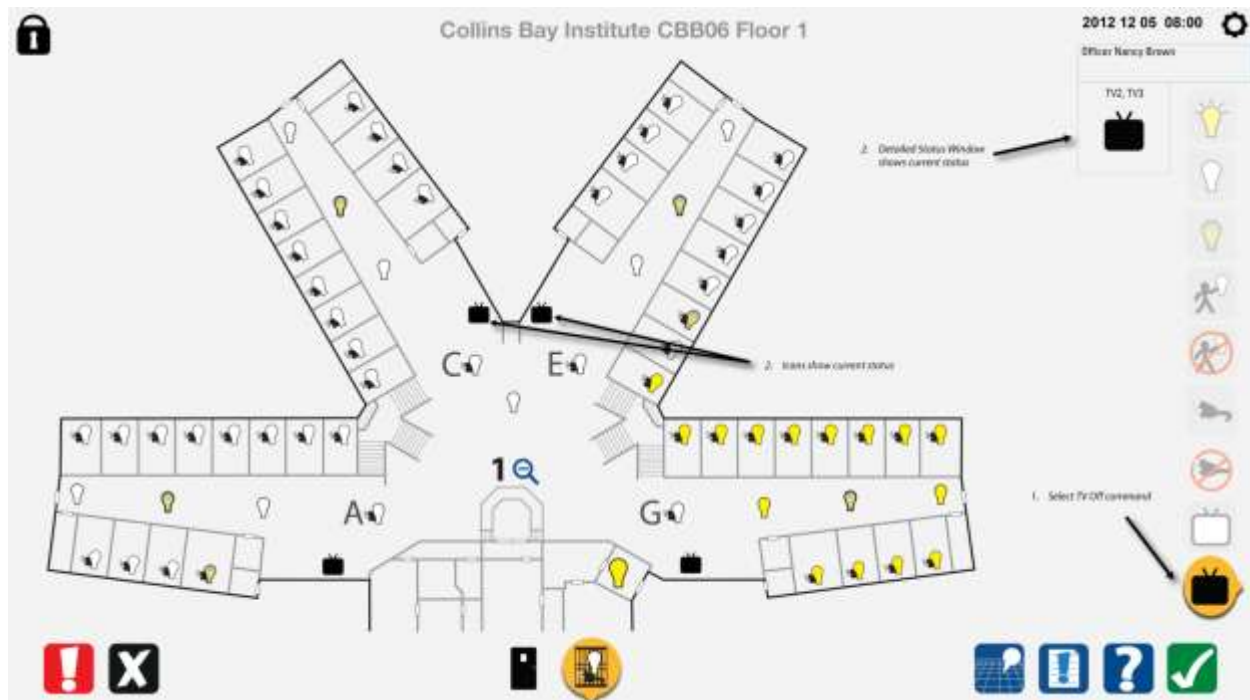 Collins Bay Institute CBB06 Floor 1
2012 12 05 08:00
Officer Nancy Brown
TV2, TV3
2. Detailed Status Window
shows current status
C
E
2. Icons show current status
1
A
G
1. Select TV Off command